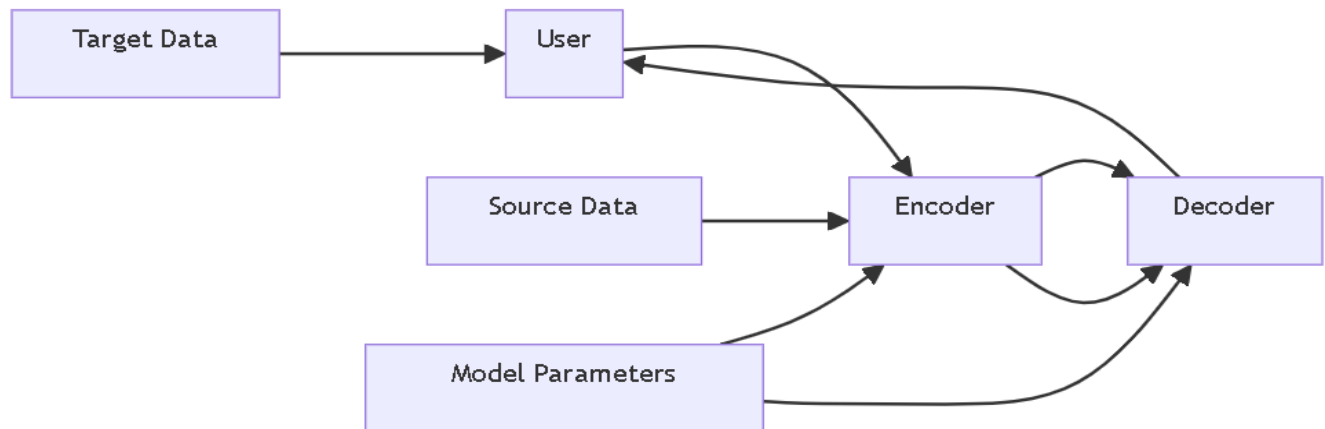 Target Data
User
Source Data
Encoder
Decoder
Model Parameters